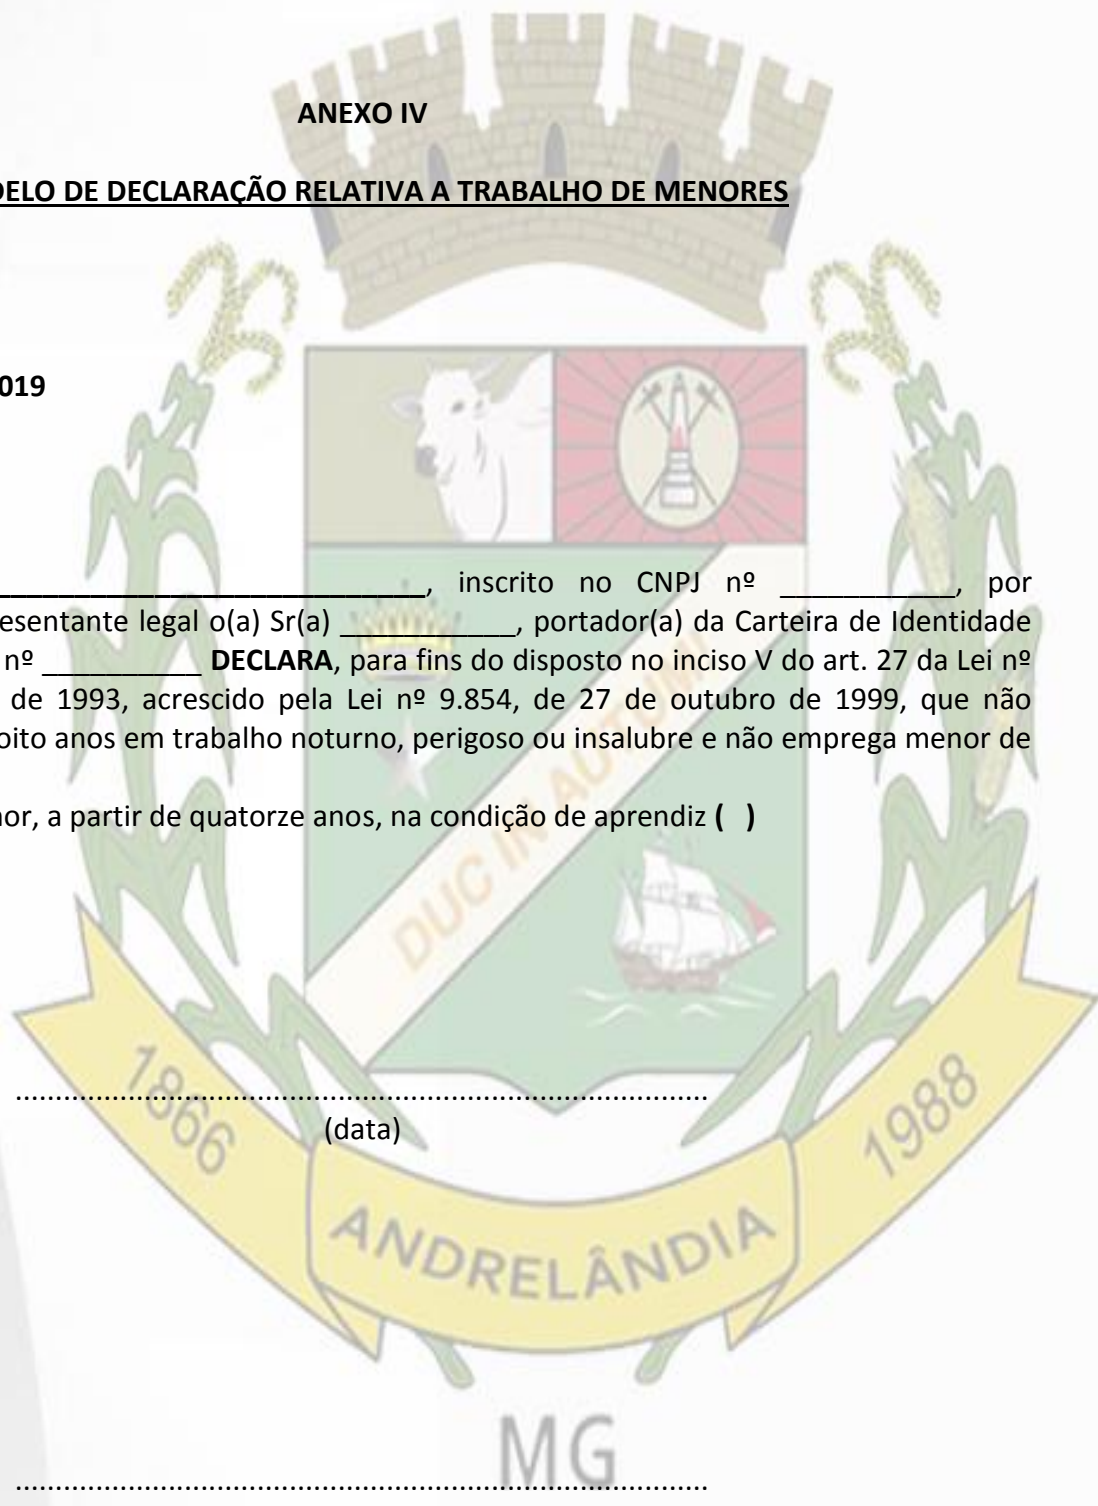 ANEXO IV
DELO DE DECLARAÇÃO RELATIVA A TRABALHO DE MENORES
019
____________________________, inscrito no CNPJ nº ___________, por
esentante legal o(a) Sr(a) ___________, portador(a) da Carteira de Identidade
nº __________ DECLARA, para fins do disposto no inciso V do art. 27 da Lei nº
de 1993, acrescido pela Lei nº 9.854, de 27 de outubro de 1999, que não
oito anos em trabalho noturno, perigoso ou insalubre e não emprega menor de
nor, a partir de quatorze anos, na condição de aprendiz ( )
DUC IN AUTUM
.......................................................................................
(data)
1866
ANDRELÂNDIA
1988
MG
.......................................................................................